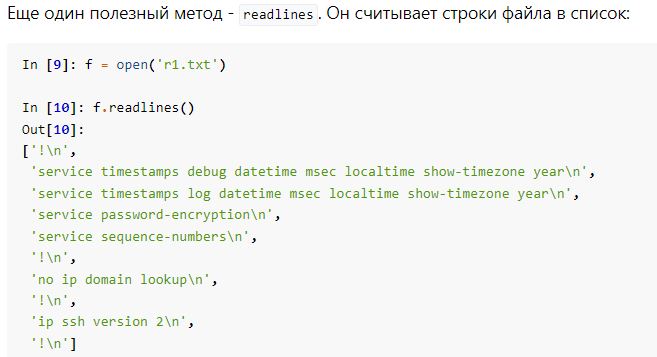 Еще один полезный метод - readlines. Он считывает строки файла в список:
In [9]: f = open('r1.txt')
In [10]: f.readlines()
Out[10]:
['!\n',
'service timestamps debug datetime msec localtime show-timezone year\n',
'service timestamps log datetime msec localtime show-timezone year\n',
'service password-encryption\n',
'service sequence-numbers\n',
'!\n',
'no ip domain lookup\n',
'!\n',
'ip ssh version 2\n',
'!\n']